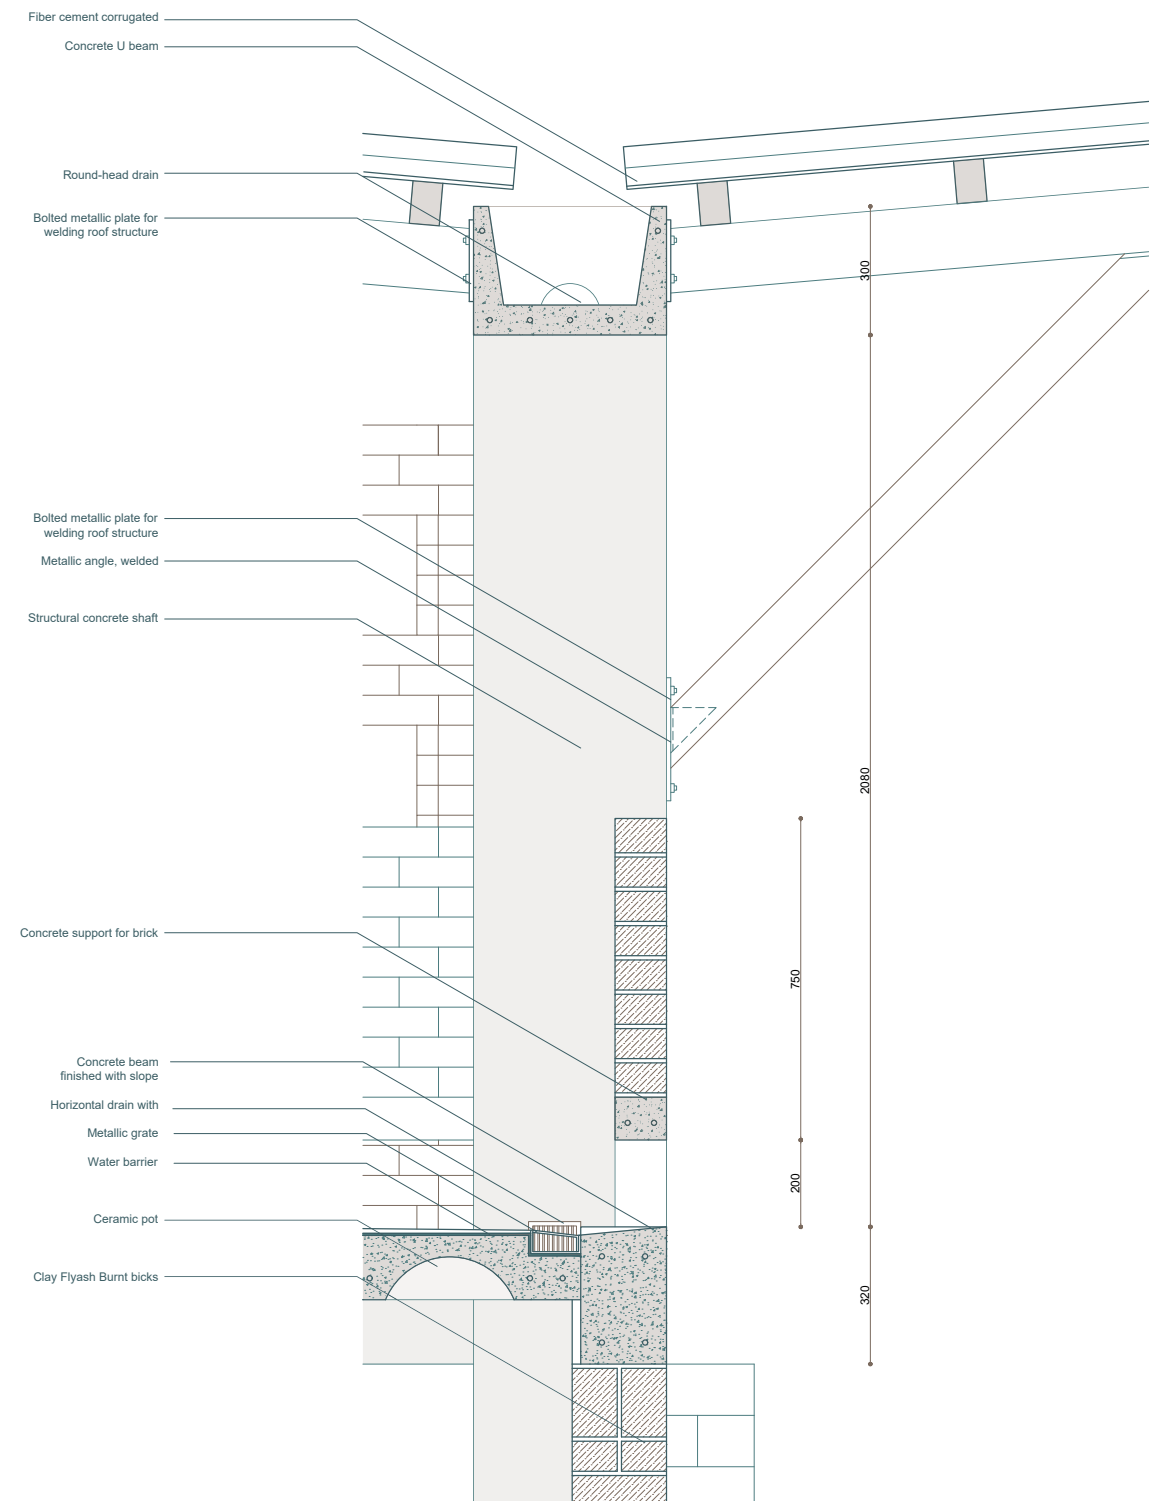 Fiber cement corrugated
Concrete U beam
Round-head drain
Bolted metallic plate for
welding roof structure
300
Bolted metallic plate for
welding roof structure
Metallic angle, welded
Structural concrete shaft
2080
Concrete support for brick
750
Concrete beam
finished with slope
Horizontal drain with
Metallic grate
Water barrier
200
Ceramic pot
Clay Flyash Burnt bicks
320